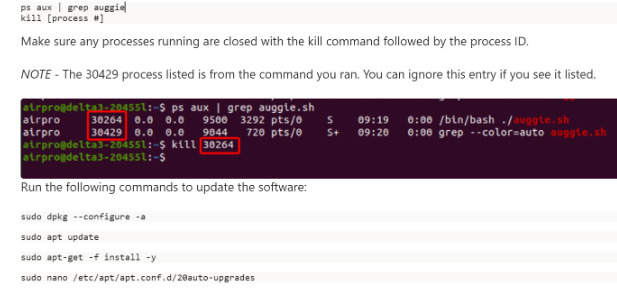 ps aux | grep auggie
kill [process #]
Make sure any processes running are closed with the kill command followed by the process ID.
NOTE - The 30429 process listed is from the command you ran. You can ignore this entry if you see it listed.
airpro@delta3-20455l:~$ ps aux | grep auggie.sh
airpro 30264 0.0 0.0 9500 3292 pts/0 S 09:19 0:00 /bin/bash ./auggie.sh
airpro 30429 0.0 0.0 9044 720 pts/0 S+ 09:20 0:00 grep --color=auto auggie.sh
airpro@delta3-20455l:~$ kill 30264
airpro@delta3-20455l:~$
Run the following commands to update the software:
sudo dpkg --configure -a
sudo apt update
sudo apt-get -f install -y
sudo nano /etc/apt/apt.conf.d/20auto-upgrades